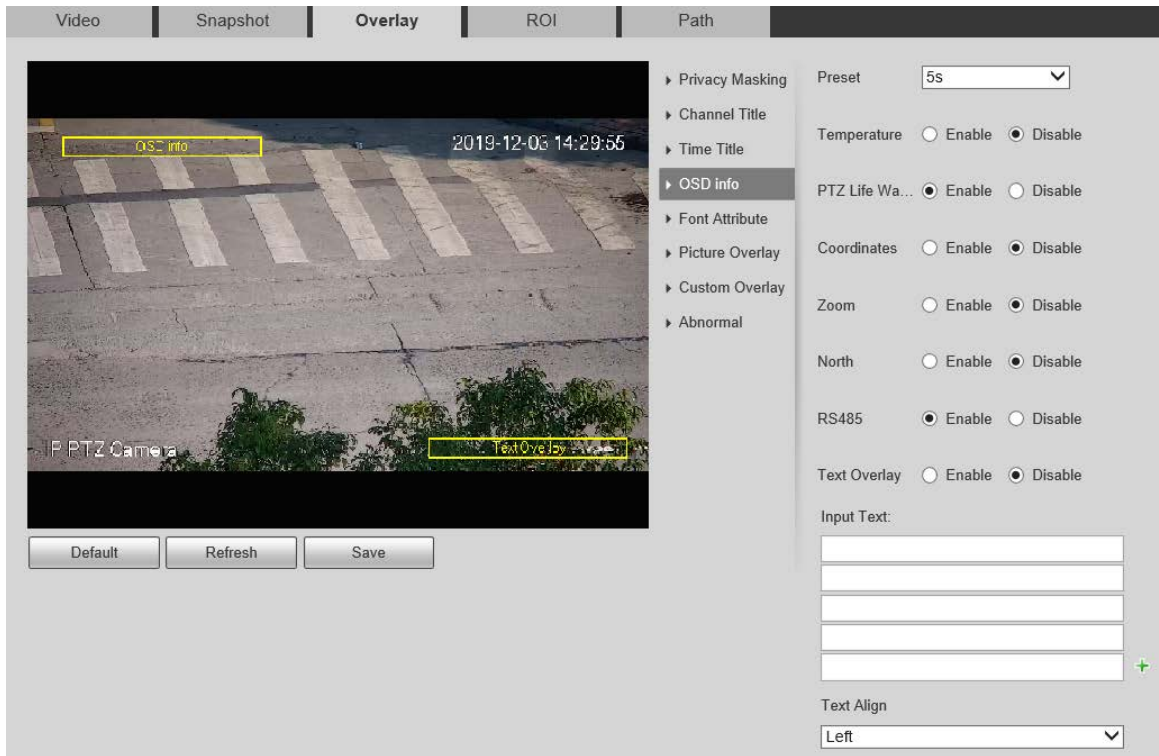 Video Snapshot Overlay ROI Path
OSD info
2019-12-03 14:29:55
IP PTZ Camera
Text Overlay
Default Refresh Save
Privacy Masking
Channel Title
Time Title
OSD info
Font Attribute
Picture Overlay
Custom Overlay
Abnormal
Preset 5s
Temperature Enable Disable
PTZ Life Wa... Enable Disable
Coordinates Enable Disable
Zoom Enable Disable
North Enable Disable
RS485 Enable Disable
Text Overlay Enable Disable
Input Text:
Text Align
Left